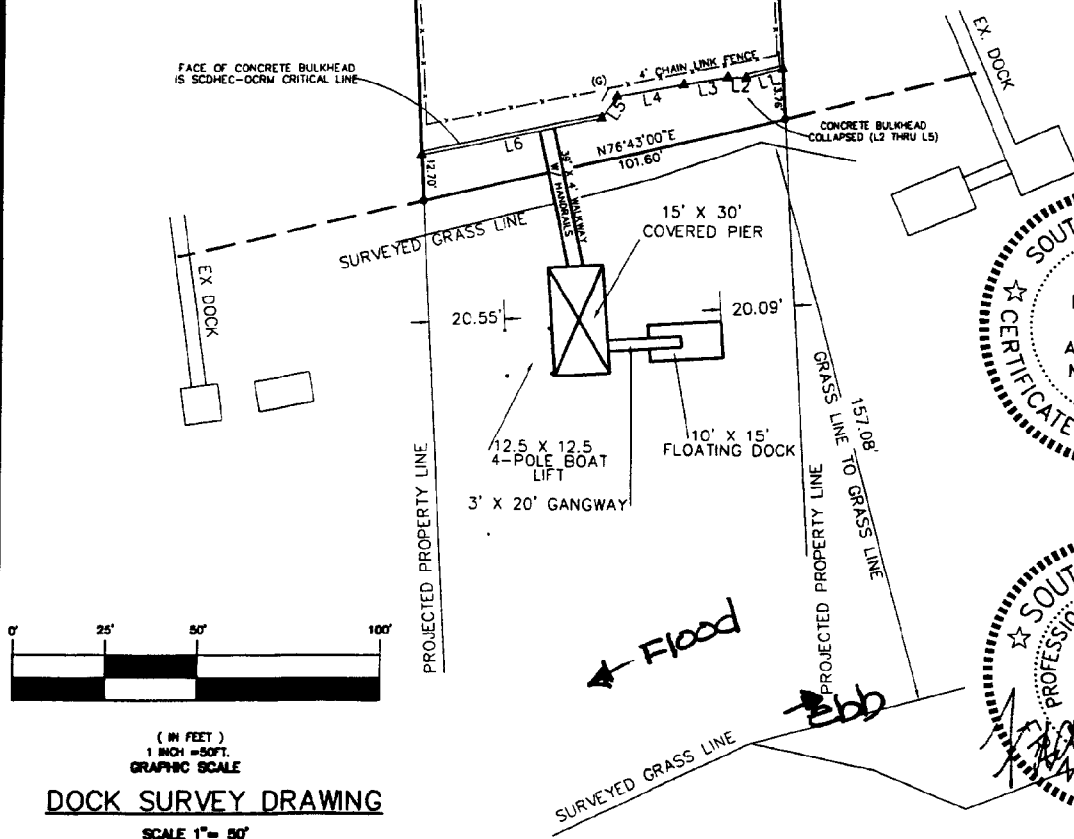 FACE OF CONCRETE BULKHEAD
IS SCDHEC-OCRM CRITICAL LINE
4' CHAIN LINK FENCE
(G)
L5
L4
L3
L2
L1
13.76'
EX. DOCK
CONCRETE BULKHEAD
COLLAPSED (L2 THRU L5)
L6
12.70'
N76°43'00"E
101.60'
X 4' WALKWAY
W/ HANDRAILS
SURVEYED GRASS LINE
15' X 30'
COVERED PIER
EX DOCK
20.55'
20.09'
12.5 X 12.5
4-POLE BOAT
LIFT
10' X 15'
FLOATING DOCK
3' X 20' GANGWAY
157.08'
GRASS LINE TO GRASS LINE
PROJECTED PROPERTY LINE
PROJECTED PROPERTY LINE
Flood
Ebb
SURVEYED GRASS LINE
0' 25' 50' 100'
( IN FEET )
1 INCH =50FT.
GRAPHIC SCALE
DOCK SURVEY DRAWING
SCALE 1"= 50'
SOUT
CERTIFICATE
SOUT
PROFESSIO